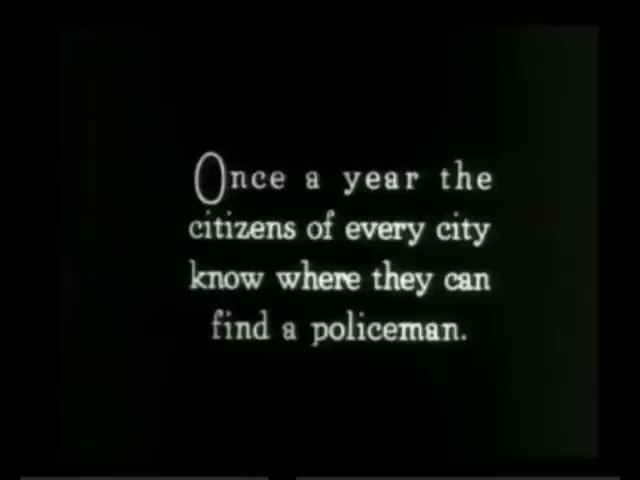 Once a year the
citizens of every city
know where they can
find a policeman.